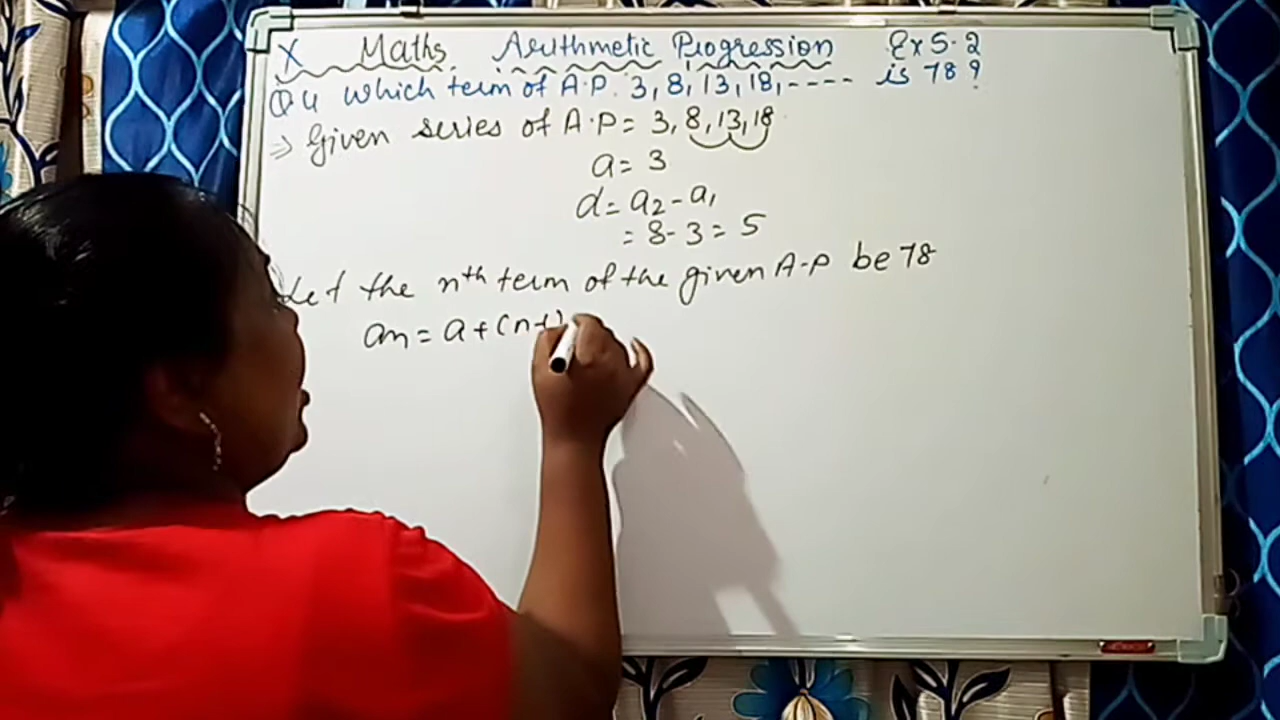 X Maths Arithmetic Progression Ex 5.2
Q 4 Which term of A.P. 3, 8, 13, 18, ---- is 78 ?
⇒ Given series of A.P = 3, 8, 13, 18
a = 3
d = a₂ - a₁
= 8 - 3 = 5
Let the nth term of the given A-P be 78
an = a + (n-1)